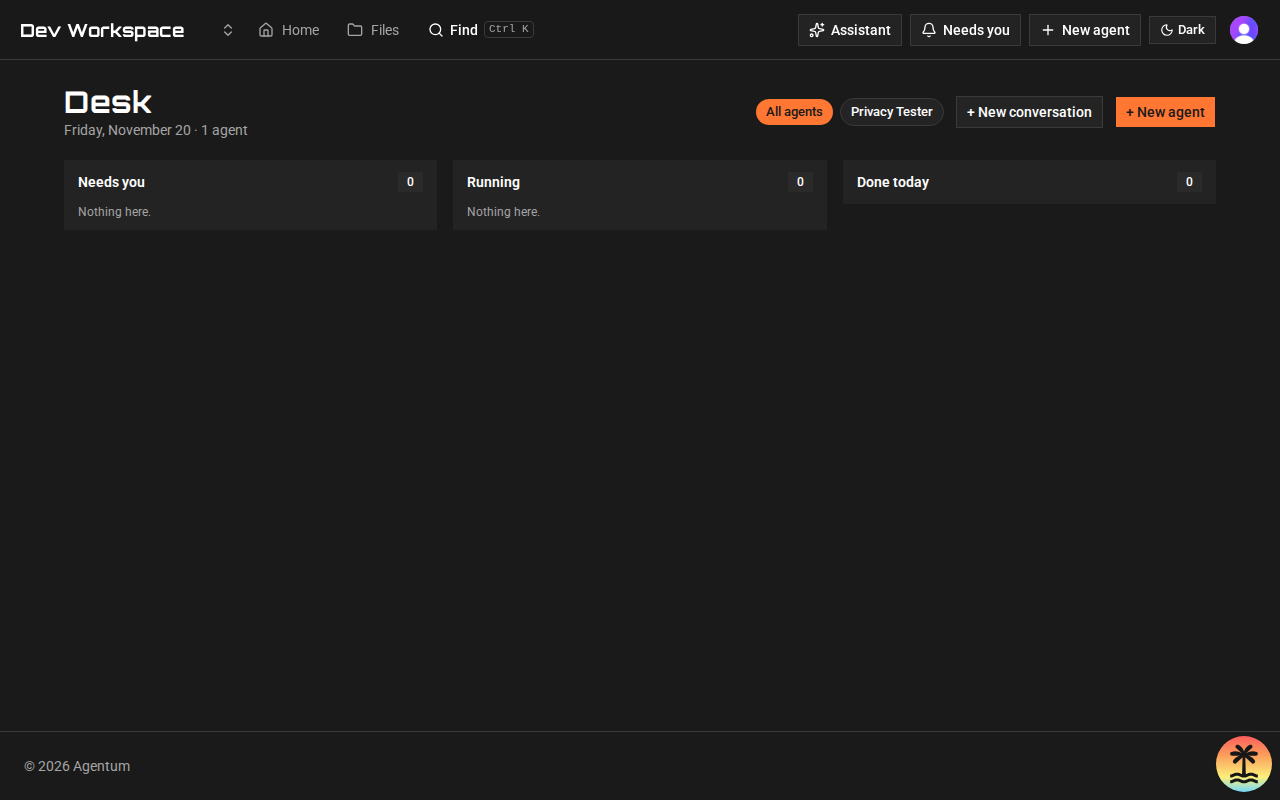 Dev Workspace
Home
Files
Find Ctrl K
Assistant
Needs you
New agent
Dark
Desk
Friday, November 20 · 1 agent
All agents
Privacy Tester
+ New conversation
+ New agent
Needs you 0
Nothing here.
Running 0
Nothing here.
Done today 0
© 2026 Agentum